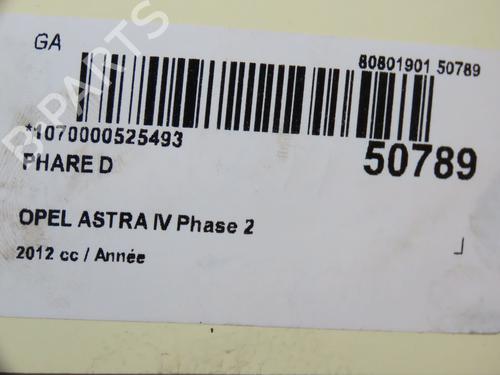 GA
80801901 50789
*1070000525493
50789
PHARE D
OPEL ASTRA IV Phase 2
2012 cc / Année
B-PARTS